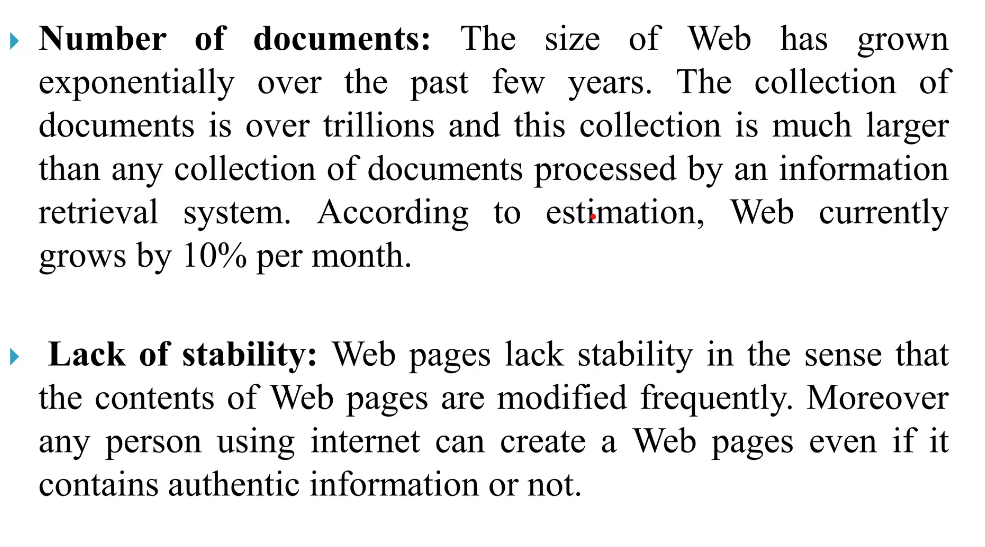 Number of documents: The size of Web has grown
exponentially over the past few years. The collection of
documents is over trillions and this collection is much larger
than any collection of documents processed by an information
retrieval system. According to estimation, Web currently
grows by 10% per month.
Lack of stability: Web pages lack stability in the sense that
the contents of Web pages are modified frequently. Moreover
any person using internet can create a Web pages even if it
contains authentic information or not.